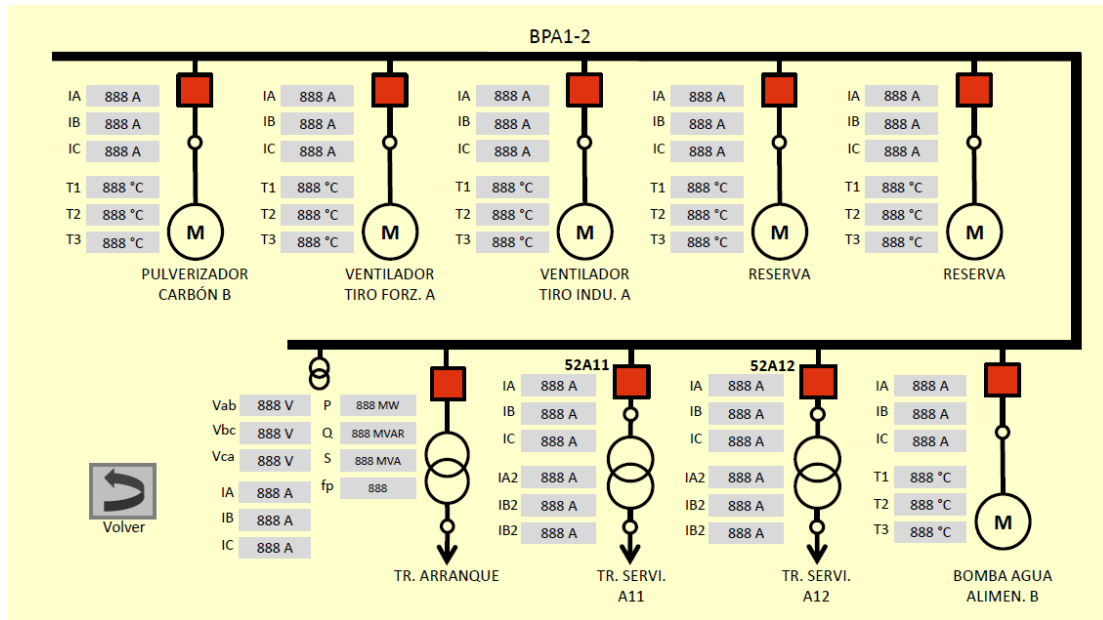 BPA1-2
IA 888 A IA 888 A IA 888 A IA 888 A IA 888 A
IB 888 A IB 888 A IB 888 A IB 888 A IB 888 A
IC 888 A IC 888 A IC 888 A IC 888 A IC 888 A
T1 888 °C T1 888 °C T1 888 °C T1 888 °C T1 888 °C
T2 888 °C T2 888 °C T2 888 °C T2 888 °C T2 888 °C
T3 888 °C T3 888 °C T3 888 °C T3 888 °C T3 888 °C
M M M M M
PULVERIZADOR VENTILADOR VENTILADOR RESERVA RESERVA
CARBÓN B TIRO FORZ. A TIRO INDU. A
52A11 52A12
IA 888 A IA 888 A IA 888 A
Vab 888 V P 888 MW IB 888 A IB 888 A IB 888 A
Vbc 888 V Q 888 MVAR IC 888 A IC 888 A IC 888 A
Vca 888 V S 888 MVA
IA 888 A fp 888 IA2 888 A IA2 888 A T1 888 °C
IB 888 A IB2 888 A IB2 888 A T2 888 °C
IC 888 A IB2 888 A IB2 888 A T3 888 °C
M
Volver
TR. ARRANQUE TR. SERVI. TR. SERVI. BOMBA AGUA
A11 A12 ALIMEN. B